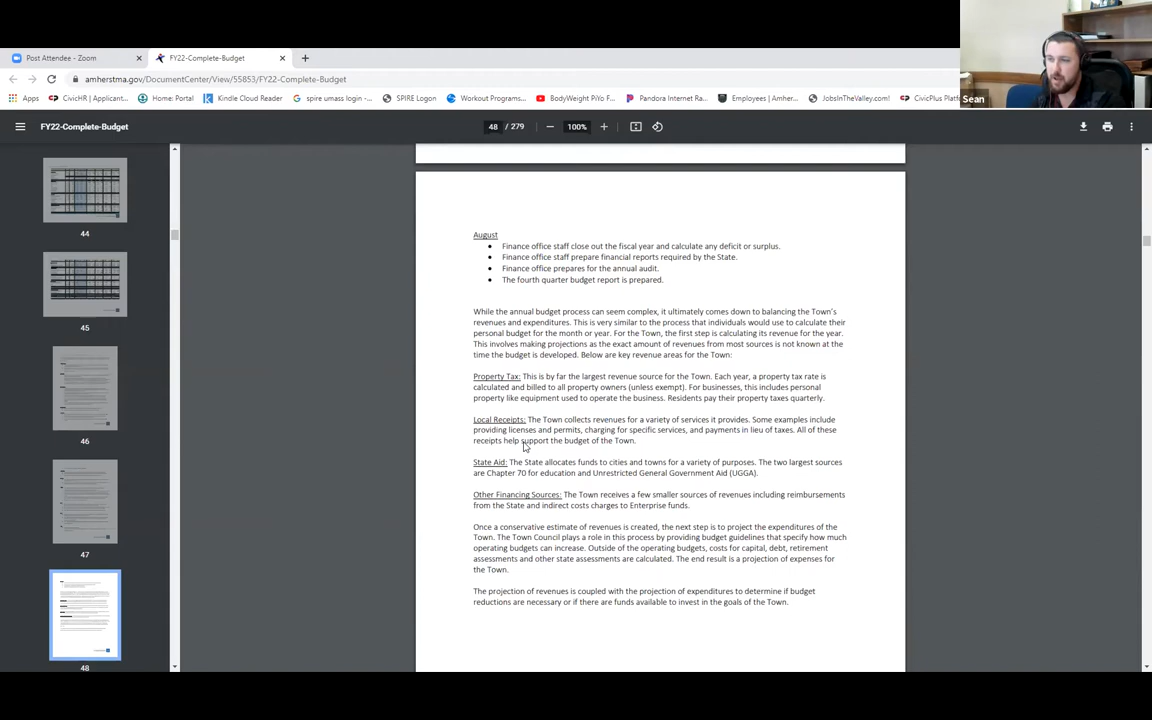 Post Attendee - Zoom
FY22-Complete-Budget
amherstma.gov/DocumentCenter/View/55853/FY22-Complete-Budget
Apps
CivicHR | Applicant...
Home: Portal
Kindle Cloud Reader
spire umass login -...
SPIRE Logon
Workout Programs...
BodyWeight PiYo F...
Pandora Internet Ra...
Employees | Amher...
JobsInTheValley.com!
CivicPlus Platf
Sean
FY22-Complete-Budget
48 / 279
100%
44
45
46
47
48
August
• Finance office staff close out the fiscal year and calculate any deficit or surplus.
• Finance office staff prepare financial reports required by the State.
• Finance office prepares for the annual audit.
• The fourth quarter budget report is prepared.
While the annual budget process can seem complex, it ultimately comes down to balancing the Town's
revenues and expenditures. This is very similar to the process that individuals would use to calculate their
personal budget for the month or year. For the Town, the first step is calculating its revenue for the year.
This involves making projections as the exact amount of revenues from most sources is not known at the
time the budget is developed. Below are key revenue areas for the Town:
Property Tax: This is by far the largest revenue source for the Town. Each year, a property tax rate is
calculated and billed to all property owners (unless exempt). For businesses, this includes personal
property like equipment used to operate the business. Residents pay their property taxes quarterly.
Local Receipts: The Town collects revenues for a variety of services it provides. Some examples include
providing licenses and permits, charging for specific services, and payments in lieu of taxes. All of these
receipts help support the budget of the Town.
State Aid: The State allocates funds to cities and towns for a variety of purposes. The two largest sources
are Chapter 70 for education and Unrestricted General Government Aid (UGGA).
Other Financing Sources: The Town receives a few smaller sources of revenues including reimbursements
from the State and indirect costs charges to Enterprise funds.
Once a conservative estimate of revenues is created, the next step is to project the expenditures of the
Town. The Town Council plays a role in this process by providing budget guidelines that specify how much
operating budgets can increase. Outside of the operating budgets, costs for capital, debt, retirement
assessments and other state assessments are calculated. The end result is a projection of expenses for
the Town.
The projection of revenues is coupled with the projection of expenditures to determine if budget
reductions are necessary or if there are funds available to invest in the goals of the Town.